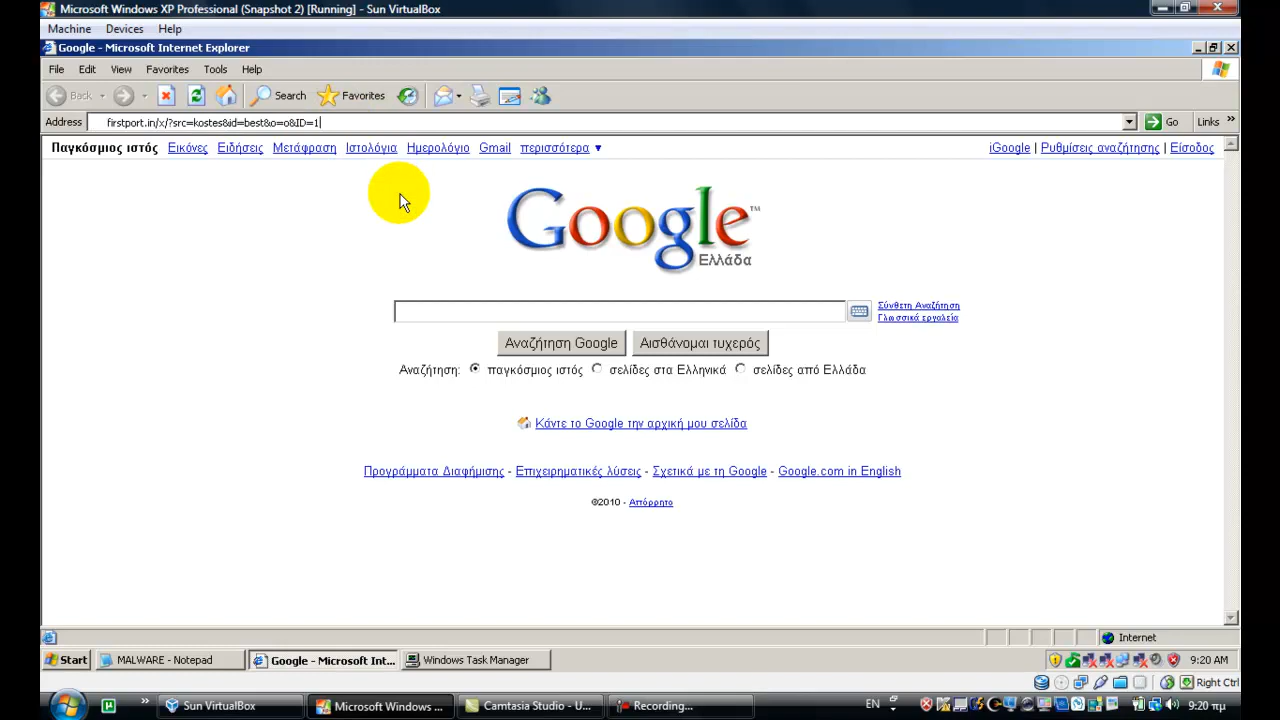 Microsoft Windows XP Professional (Snapshot 2) [Running] - Sun VirtualBox
Machine Devices Help
Google - Microsoft Internet Explorer
File Edit View Favorites Tools Help
Back Search Favorites
Address firstport.in/x/?src=kostes&id=best&o=o&ID=1 Go Links »
Παγκόσμιος ιστός Εικόνες Ειδήσεις Μετάφραση Ιστολόγια Ημερολόγιο Gmail περισσότερα ▼ iGoogle | Ρυθμίσεις αναζήτησης | Είσοδος
Google™
Ελλάδα
Σύνθετη Αναζήτηση
Γλωσσικά εργαλεία
Αναζήτηση Google Αισθάνομαι τυχερός
Αναζήτηση: παγκόσμιος ιστός σελίδες στα Ελληνικά σελίδες από Ελλάδα
Κάντε το Google την αρχική μου σελίδα
Προγράμματα Διαφήμισης - Επιχειρηματικές λύσεις - Σχετικά με τη Google - Google.com in English
©2010 - Απόρρητο
Internet
Start MALWARE - Notepad Google - Microsoft Int... Windows Task Manager 9:20 AM
Right Ctrl
» Sun VirtualBox Microsoft Windows ... Camtasia Studio - U... Recording... EN 9:20 πμ